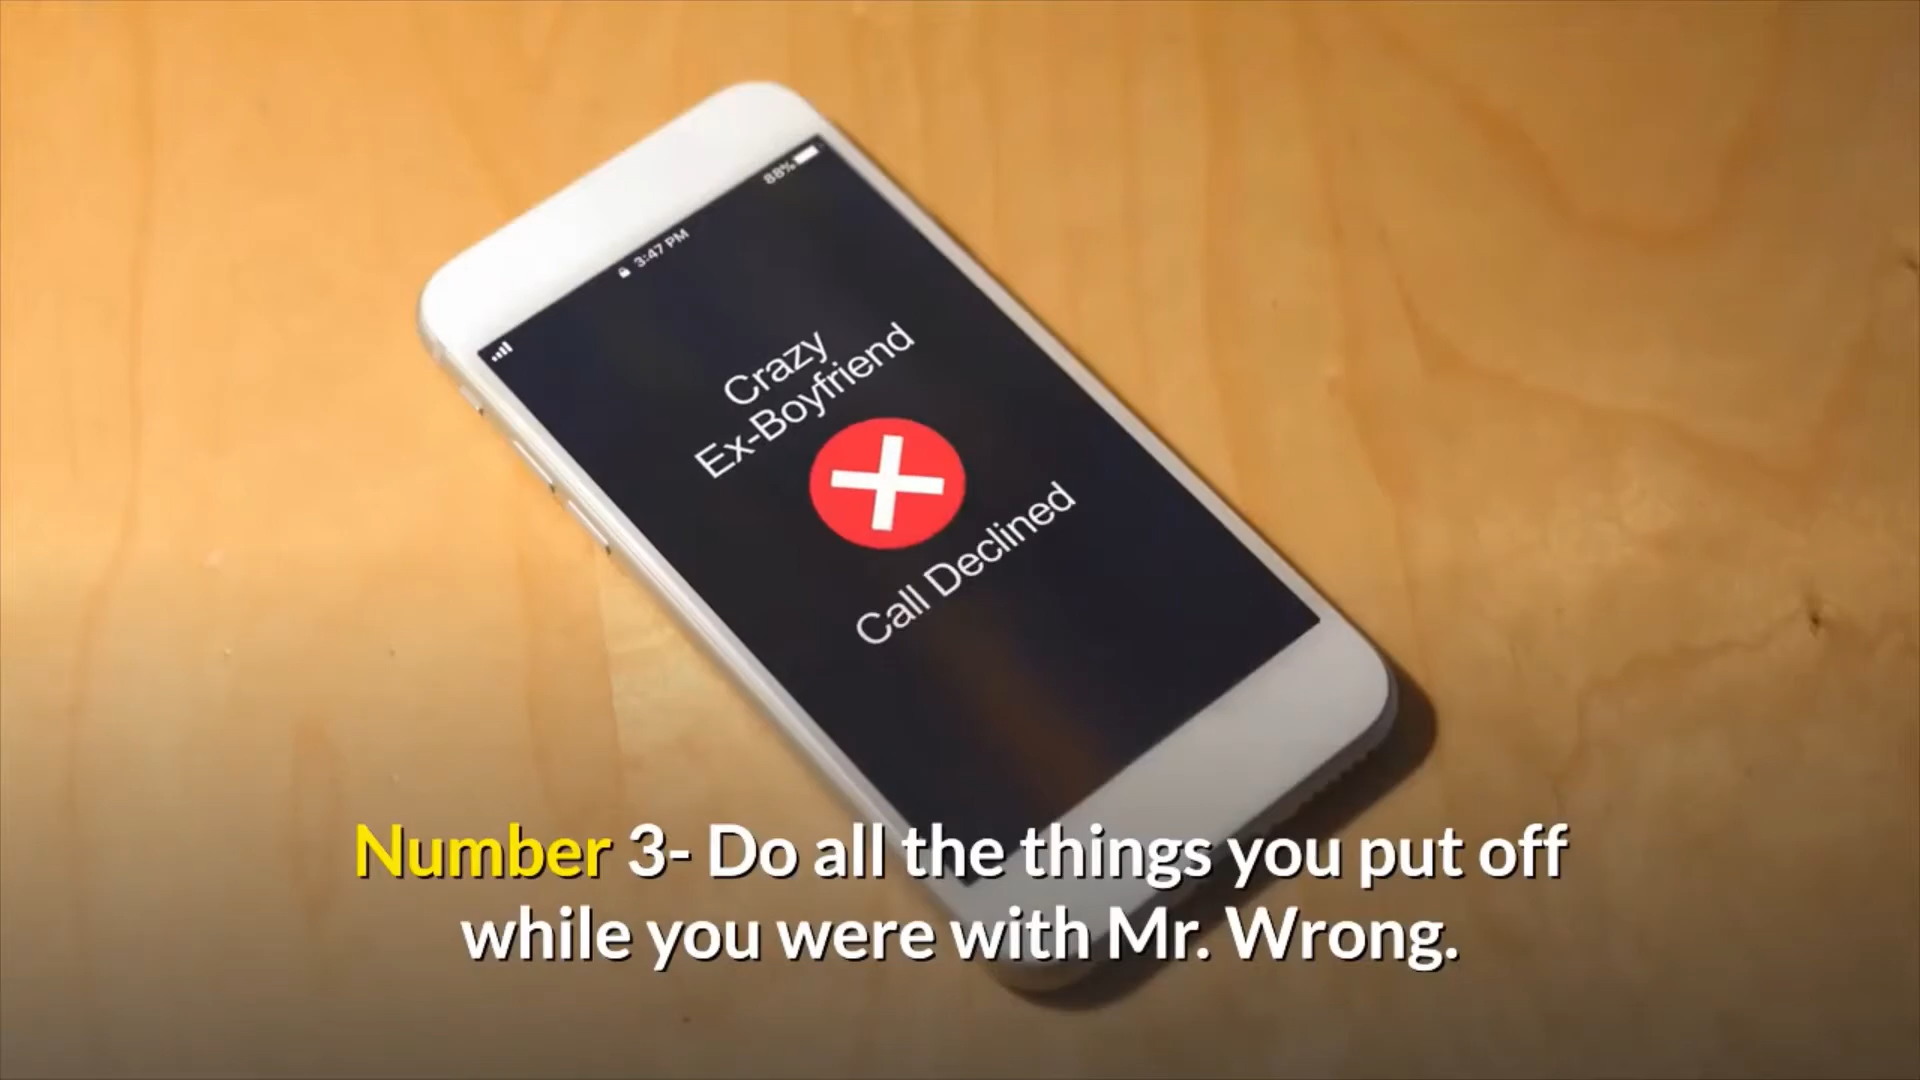 88%
3:47 PM
Crazy
Ex-Boyfriend
Call Declined
Number 3- Do all the things you put off
while you were with Mr. Wrong.